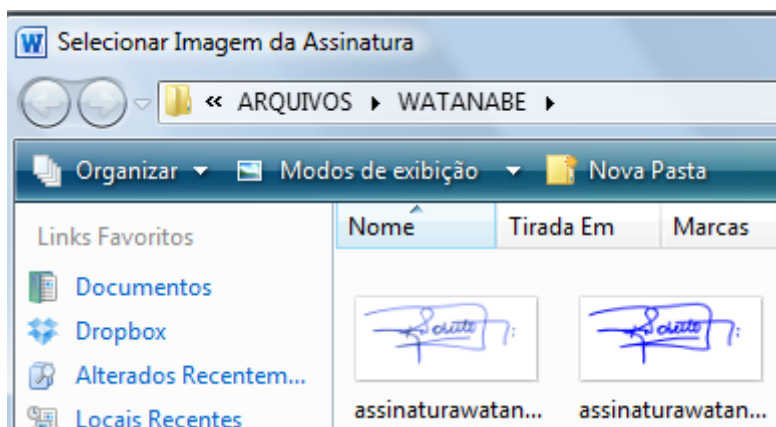 Selecionar Imagem da Assinatura
« ARQUIVOS ▸ WATANABE ▸
Organizar Modos de exibição Nova Pasta
Links Favoritos
Nome Tirada Em Marcas
Documentos
Dropbox
Alterados Recentem...
Locais Recentes
assinaturawatan... assinaturawatan...